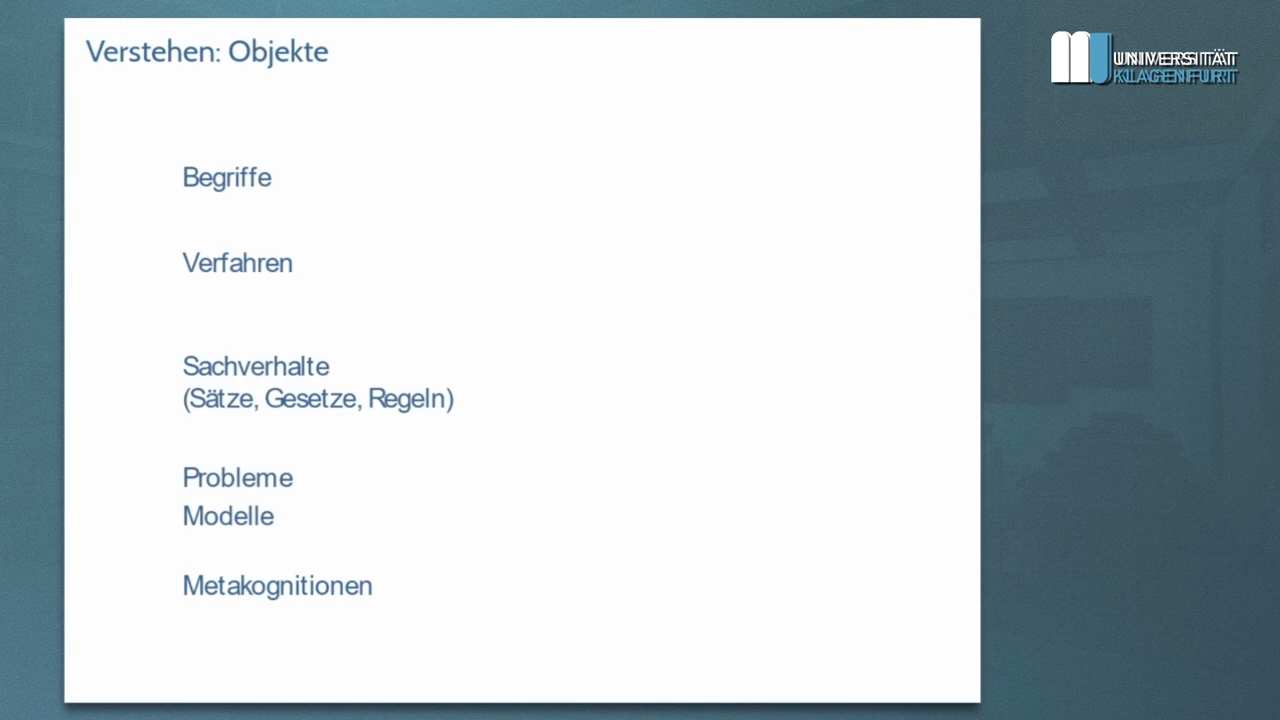 Verstehen: Objekte
UNIVERSITÄT
KLAGENFURT
Begriffe
Verfahren
Sachverhalte
(Sätze, Gesetze, Regeln)
Probleme
Modelle
Metakognitionen